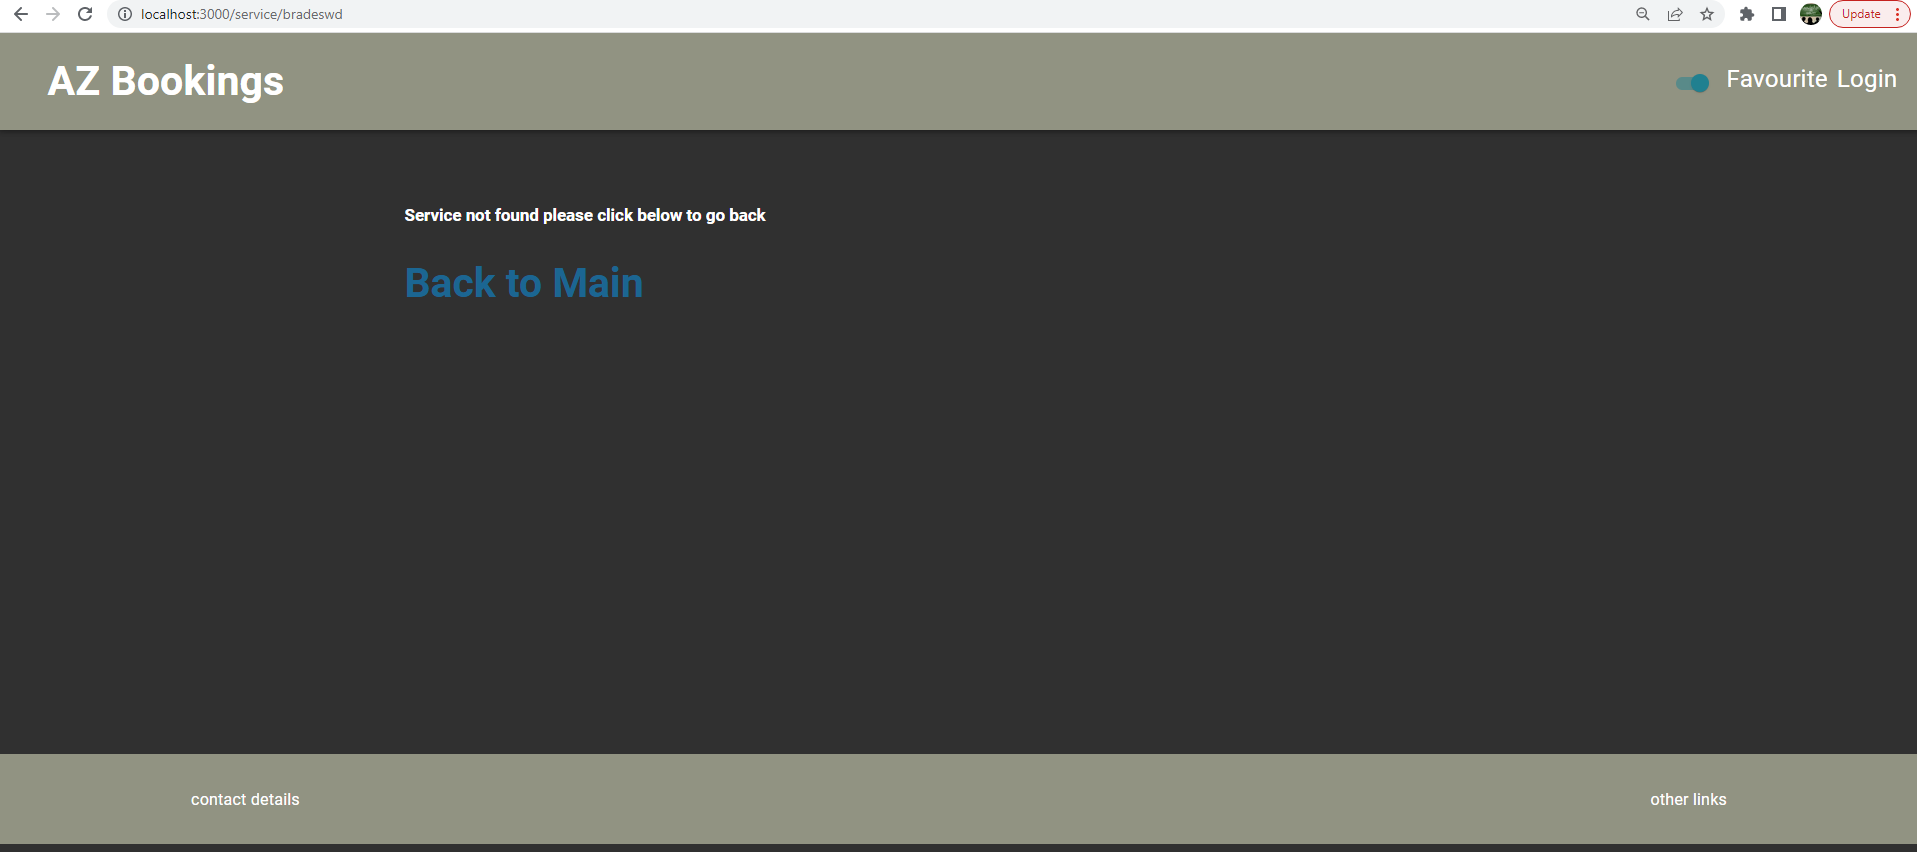 localhost:3000/service/bradeswd
Update
AZ Bookings
Favourite Login
Service not found please click below to go back
Back to Main
contact details
other links